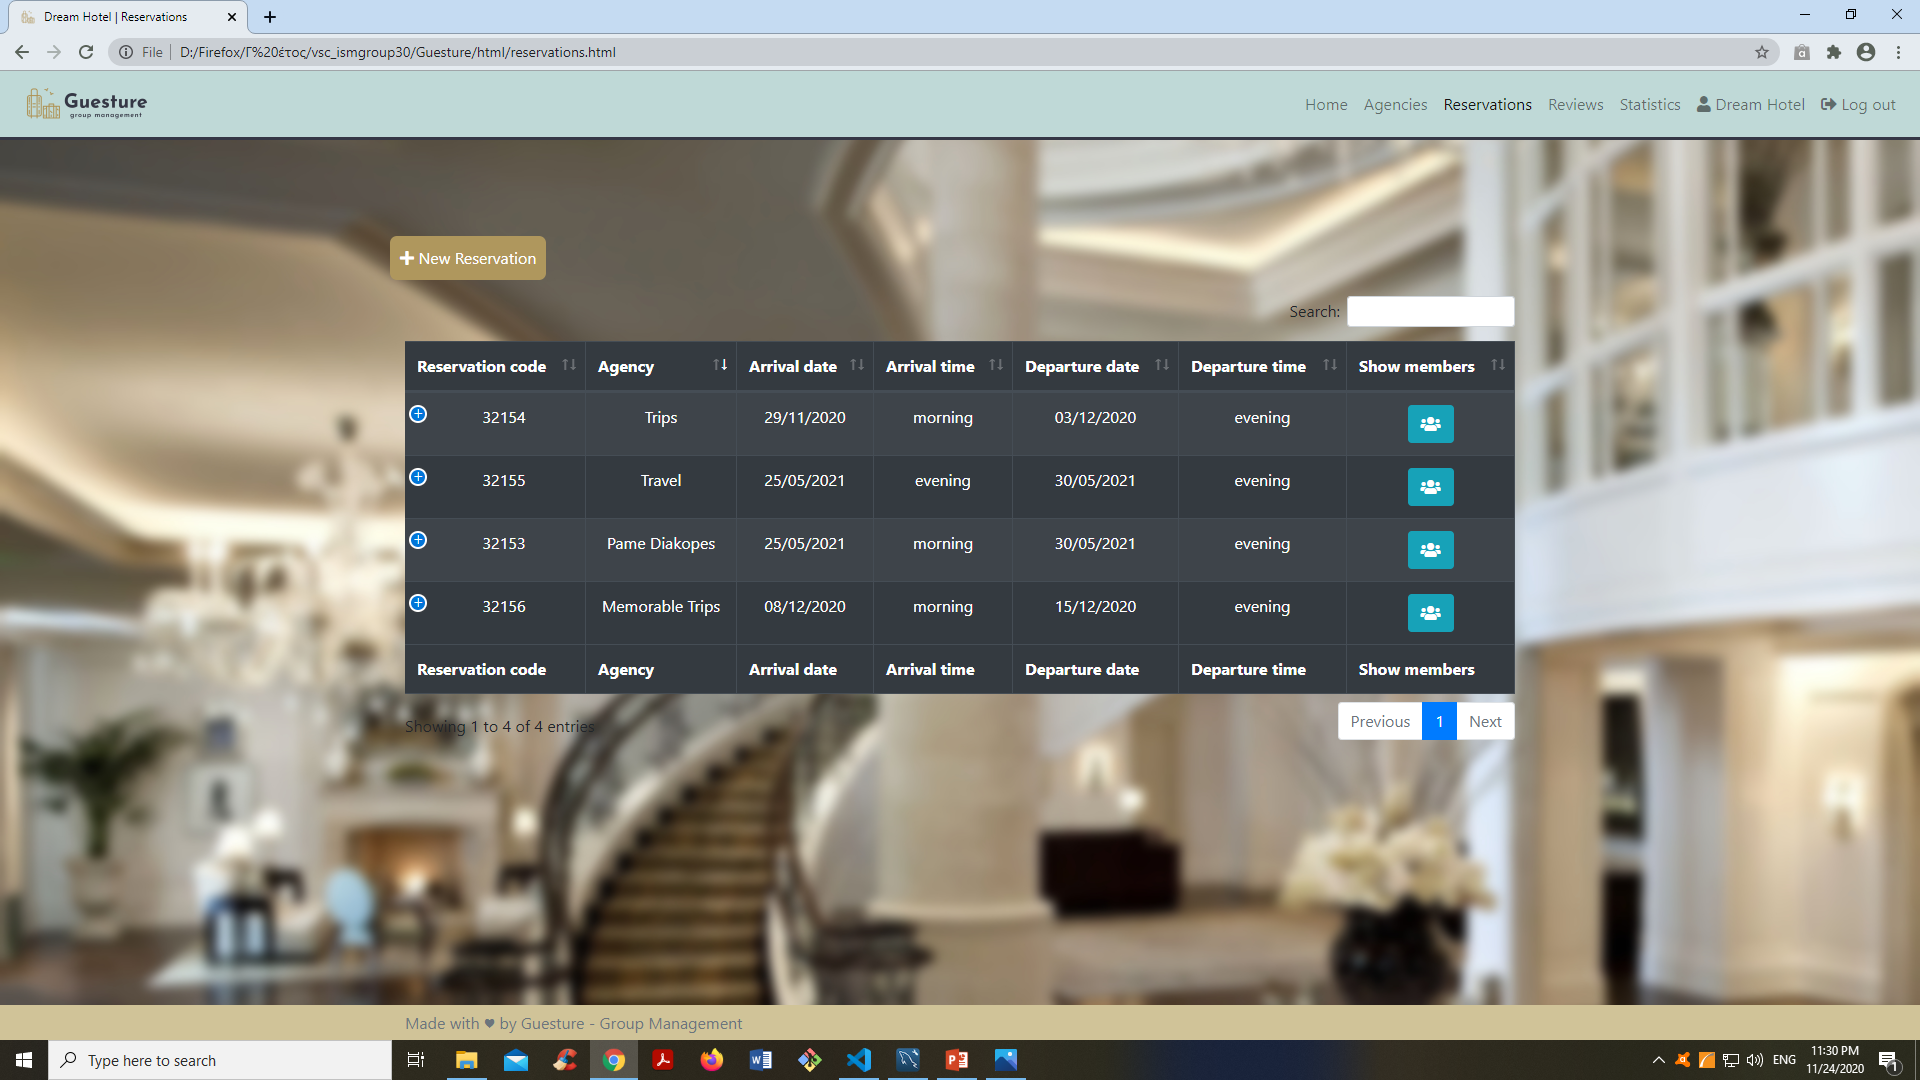 Dream Hotel | Reservations
File | D:/Firefox/Γ%20έτος/vsc_ismgroup30/Guesture/html/reservations.html
Guesture
group management
Home Agencies Reservations Reviews Statistics Dream Hotel Log out
New Reservation
Search:
Reservation code Agency Arrival date Arrival time Departure date Departure time Show members
32154 Trips 29/11/2020 morning 03/12/2020 evening
32155 Travel 25/05/2021 evening 30/05/2021 evening
32153 Pame Diakopes 25/05/2021 morning 30/05/2021 evening
32156 Memorable Trips 08/12/2020 morning 15/12/2020 evening
Reservation code Agency Arrival date Arrival time Departure date Departure time Show members
Showing 1 to 4 of 4 entries
Previous 1 Next
Made with ♥ by Guesture - Group Management
Type here to search
ENG
11:30 PM
11/24/2020
1